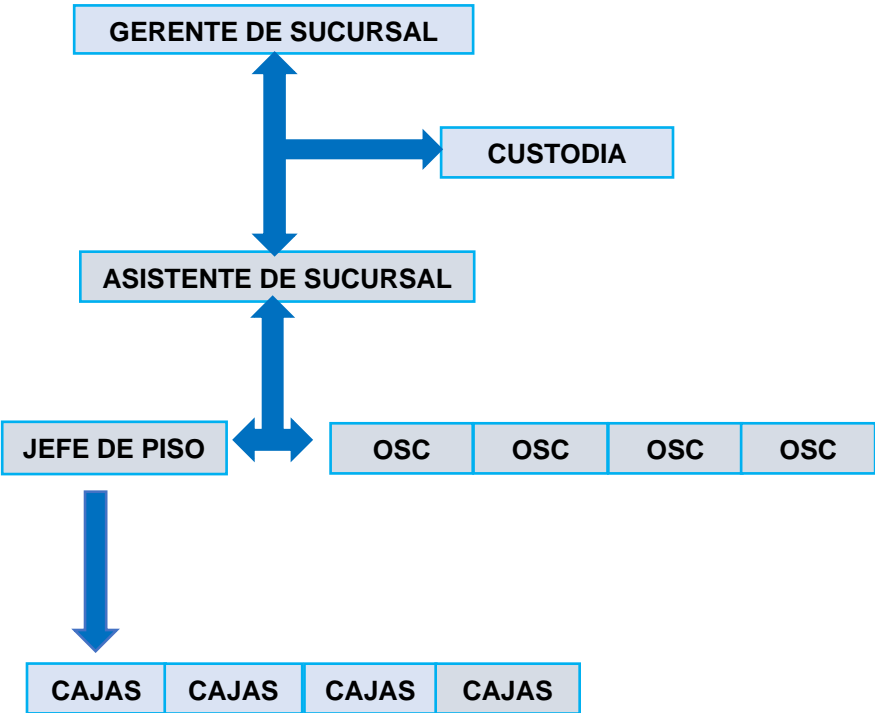 GERENTE DE SUCURSAL
CUSTODIA
ASISTENTE DE SUCURSAL
JEFE DE PISO
OSC OSC OSC OSC
CAJAS CAJAS CAJAS CAJAS